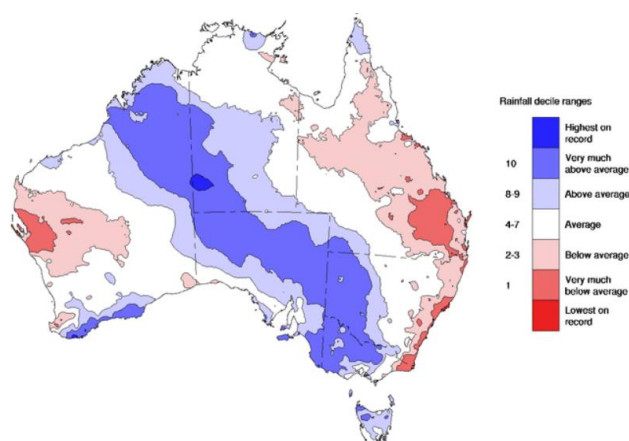 Rainfall decile ranges
Highest on
record
10 Very much
above average
8-9 Above average
4-7 Average
2-3 Below average
1 Very much
below average
Lowest on
record